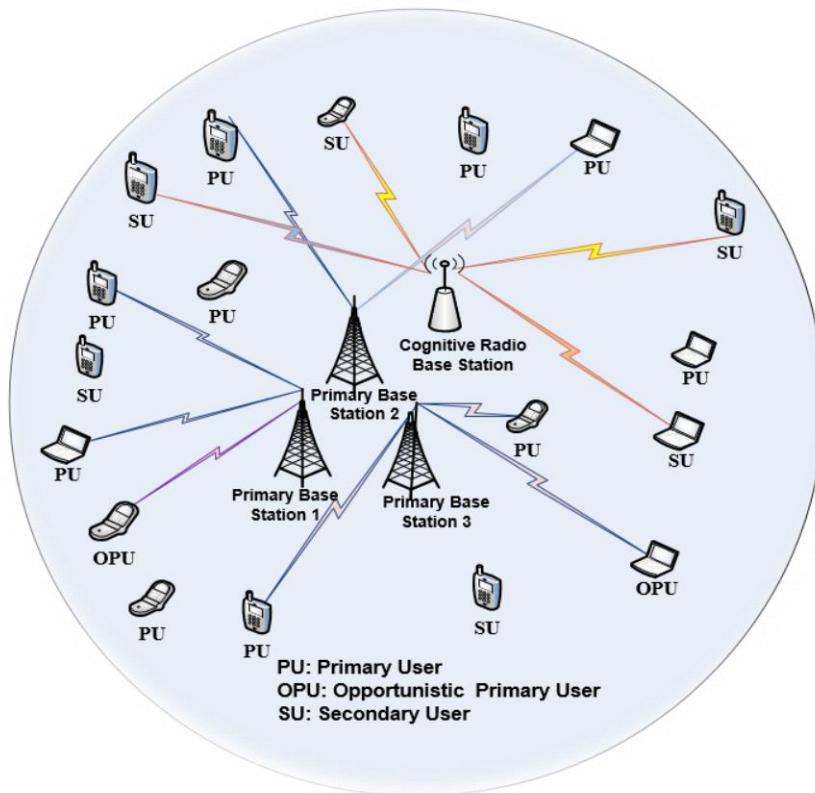 SU
PU
PU
PU
SU
SU
PU
PU
Cognitive Radio
Base Station
PU
SU
Primary Base
Station 2
PU
PU
SU
Primary Base
Station 1
Primary Base
Station 3
OPU
OPU
PU
PU
SU
PU: Primary User
OPU: Opportunistic Primary User
SU: Secondary User